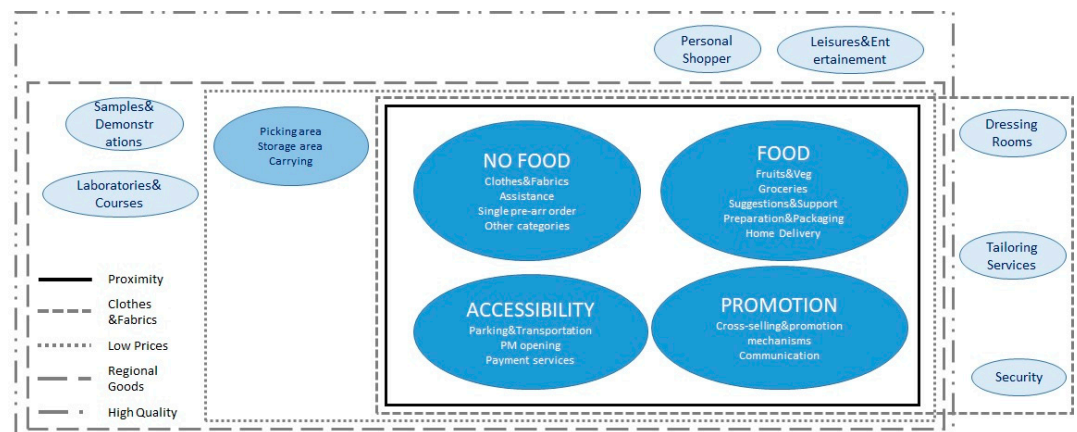 Personal
Shopper
Leisures&Ent
ertainement
Samples&
Demonstr
ations
Laboratories&
Courses
Picking area
Storage area
Carrying
NO FOOD
Clothes&Fabrics
Assistance
Single pre-arr order
Other categories
FOOD
Fruits&Veg
Groceries
Suggestions&Support
Preparation&Packaging
Home Delivery
Dressing
Rooms
Tailoring
Services
Security
ACCESSIBILITY
Parking&Transportation
PM opening
Payment services
PROMOTION
Cross-selling&promotion
mechanisms
Communication
Proximity
Clothes
&Fabrics
Low Prices
Regional
Goods
High Quality